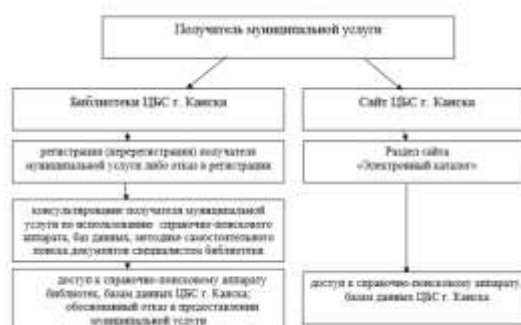 Получатель муниципальной услуги
Библиотеки ЦБС г. Канска
Сайт ЦБС г. Канска
регистрация (перерегистрация) получателя
муниципальной услуги либо отказ в регистрации
Раздел сайта
«Электронный каталог»
консультирование получателя муниципальной
услуги по использованию справочно-поискового
аппарата, баз данных, методике самостоятельного
поиска документов специалистом библиотеки
доступ к справочно-поисковому аппарату
библиотек, базам данных ЦБС г. Канска;
обоснованный отказ в предоставлении
муниципальной услуги
доступ к справочно-поисковому аппарату,
базам данных ЦБС г. Канска